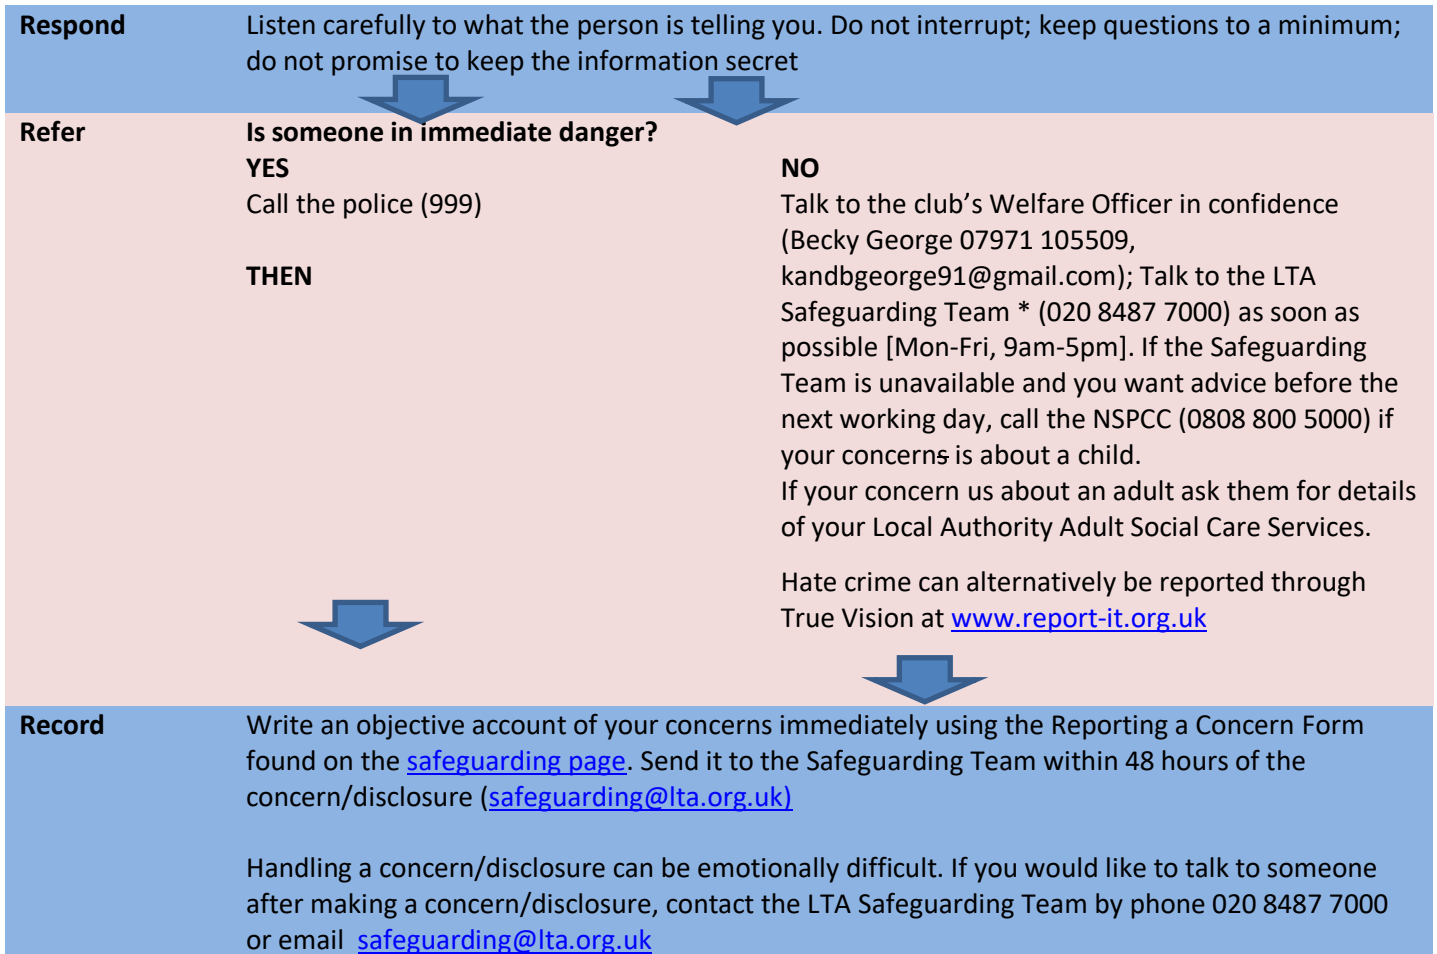 Respond
Listen carefully to what the person is telling you. Do not interrupt; keep questions to a minimum;
do not promise to keep the information secret
Refer
Is someone in immediate danger?
YES
Call the police (999)
THEN
NO
Talk to the club’s Welfare Officer in confidence
(Becky George 07971 105509,
kandbgeorge91@gmail.com); Talk to the LTA
Safeguarding Team * (020 8487 7000) as soon as
possible [Mon-Fri, 9am-5pm]. If the Safeguarding
Team is unavailable and you want advice before the
next working day, call the NSPCC (0808 800 5000) if
your concerns is about a child.
If your concern us about an adult ask them for details
of your Local Authority Adult Social Care Services.
Hate crime can alternatively be reported through
True Vision at www.report-it.org.uk
Record
Write an objective account of your concerns immediately using the Reporting a Concern Form
found on the safeguarding page. Send it to the Safeguarding Team within 48 hours of the
concern/disclosure (safeguarding@lta.org.uk)
Handling a concern/disclosure can be emotionally difficult. If you would like to talk to someone
after making a concern/disclosure, contact the LTA Safeguarding Team by phone 020 8487 7000
or email safeguarding@lta.org.uk